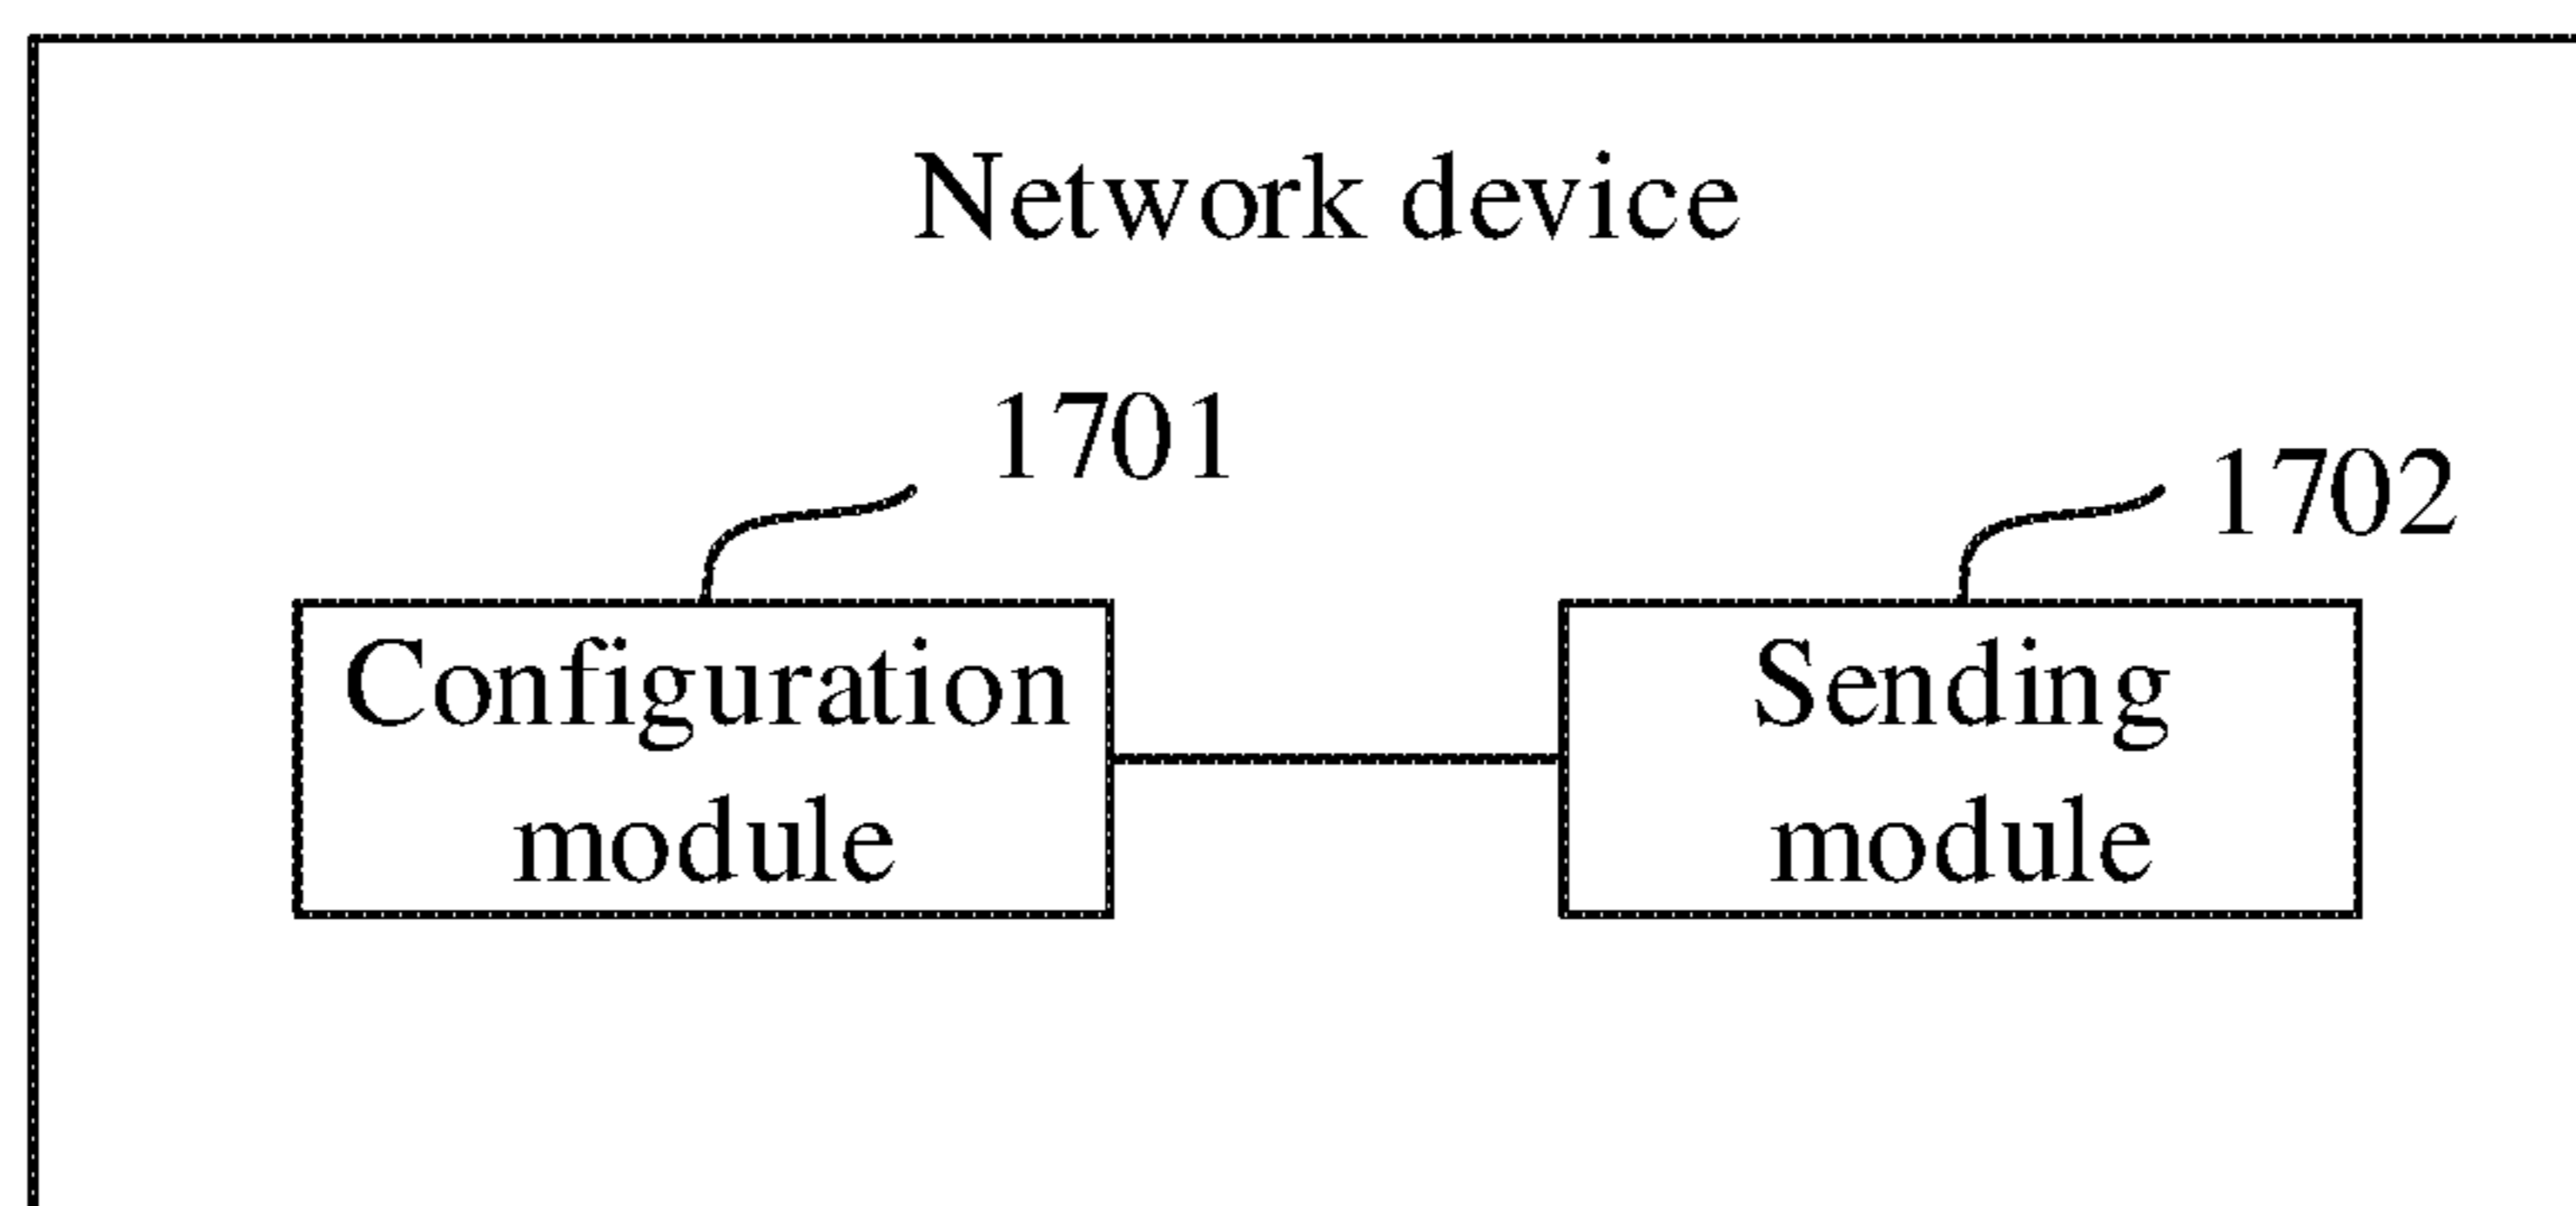 Network device
1701
1702
Configuration
module
Sending
module